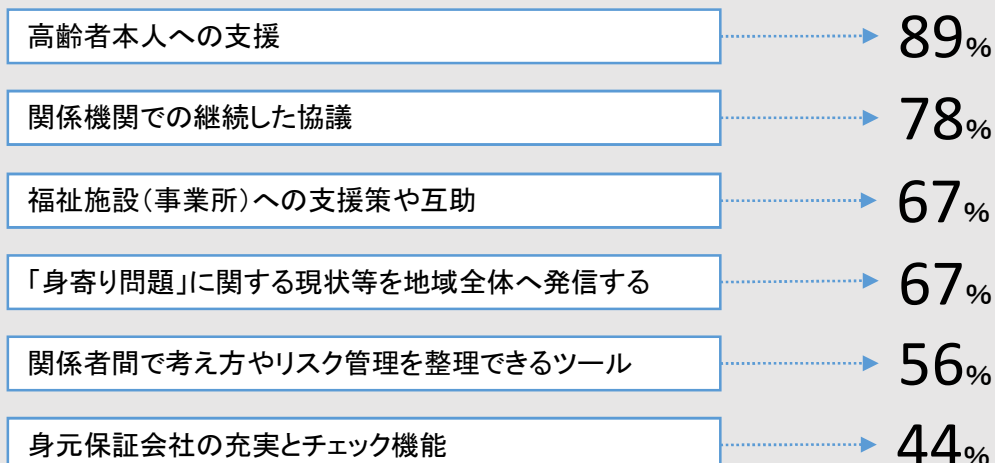 高齢者本人への支援 89%
関係機関での継続した協議 78%
福祉施設(事業所)への支援策や互助 67%
「身寄り問題」に関する現状等を地域全体へ発信する 67%
関係者間で考え方やリスク管理を整理できるツール 56%
身元保証会社の充実とチェック機能 44%